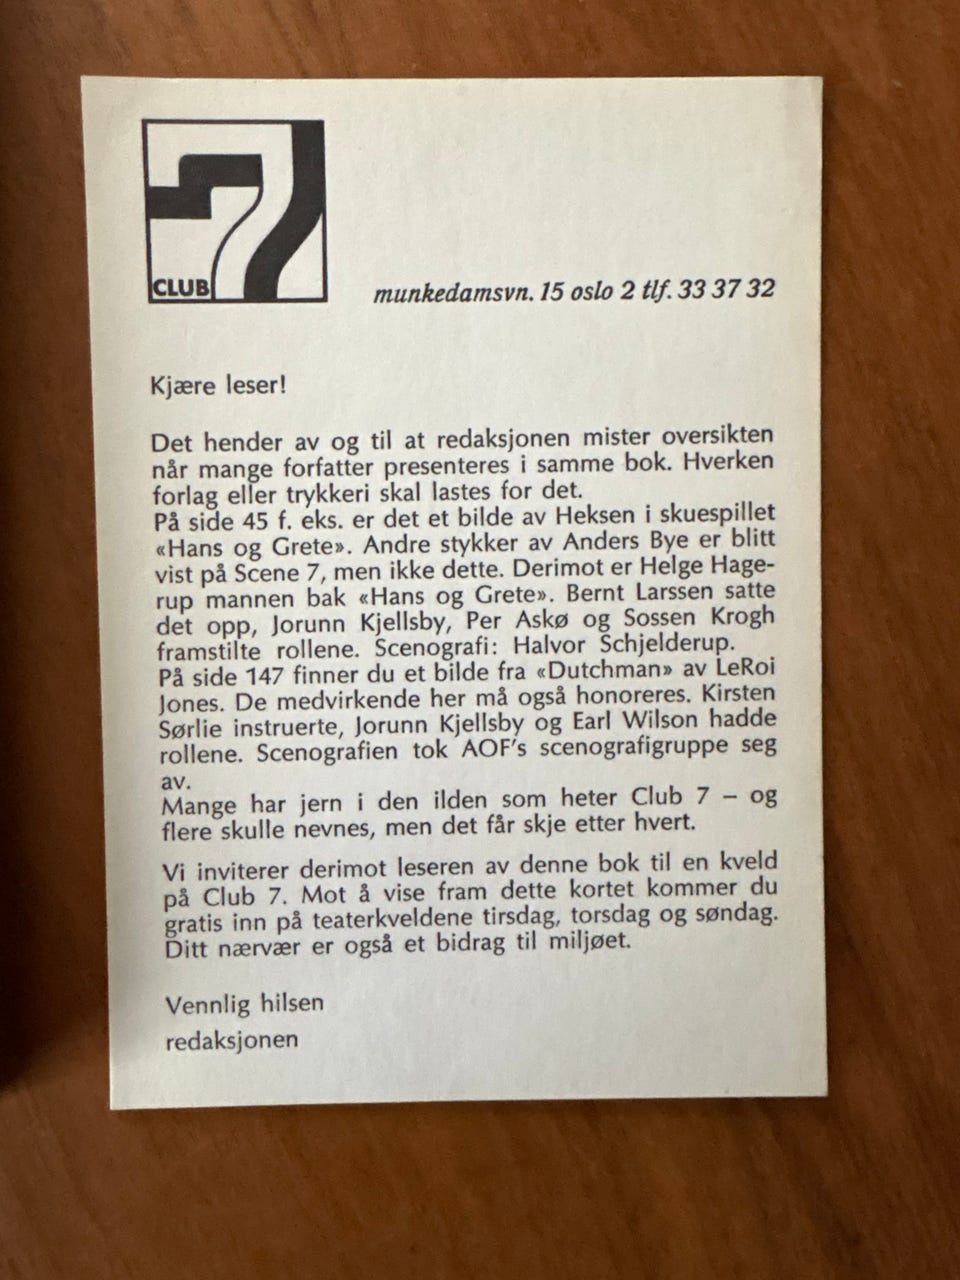 7
CLUB
munkedamsvn. 15 oslo 2 tlf. 33 37 32
Kjære leser!
Det hender av og til at redaksjonen mister oversikten
når mange forfatter presenteres i samme bok. Hverken
forlag eller trykkeri skal lastes for det.
På side 45 f. eks. er det et bilde av Heksen i skuespillet
«Hans og Grete». Andre stykker av Anders Bye er blitt
vist på Scene 7, men ikke dette. Derimot er Helge Hage-
rup mannen bak «Hans og Grete». Bernt Larssen satte
det opp, Jorunn Kjellsby, Per Askø og Sossen Krogh
framstilte rollene. Scenografi: Halvor Schjelderup.
På side 147 finner du et bilde fra «Dutchman» av LeRoi
Jones. De medvirkende her må også honoreres. Kirsten
Sørlie instruerte, Jorunn Kjellsby og Earl Wilson hadde
rollene. Scenografien tok AOF's scenografigruppe seg
av.
Mange har jern i den ilden som heter Club 7 – og
flere skulle nevnes, men det får skje etter hvert.
Vi inviterer derimot leseren av denne bok til en kveld
på Club 7. Mot å vise fram dette kortet kommer du
gratis inn på teaterkveldene tirsdag, torsdag og søndag.
Ditt nærvær er også et bidrag til miljøet.
Vennlig hilsen
redaksjonen